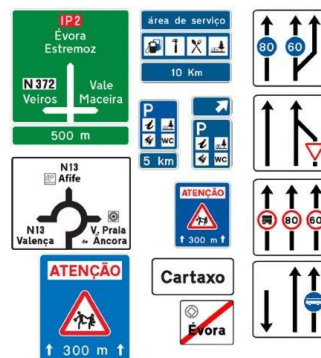 IP2
Évora
Estremoz
N 372
Veiros
Vale
Maceira
500 m
área de serviço
10 Km
80
60
P
i
WC
5 km
P
i
WC
N13
Afife
N13
Valença
V. Praia
de Âncora
ATENÇÃO
300 m
80
60
ATENÇÃO
300 m
Cartaxo
Évora